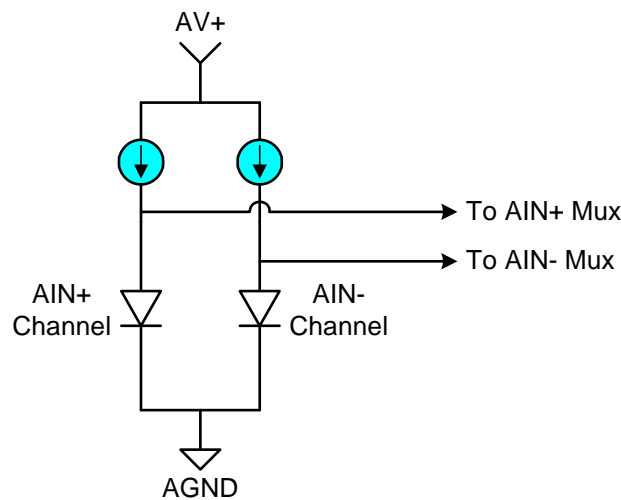 AV+
To AIN+ Mux
To AIN- Mux
AIN+
Channel
AIN-
Channel
AGND